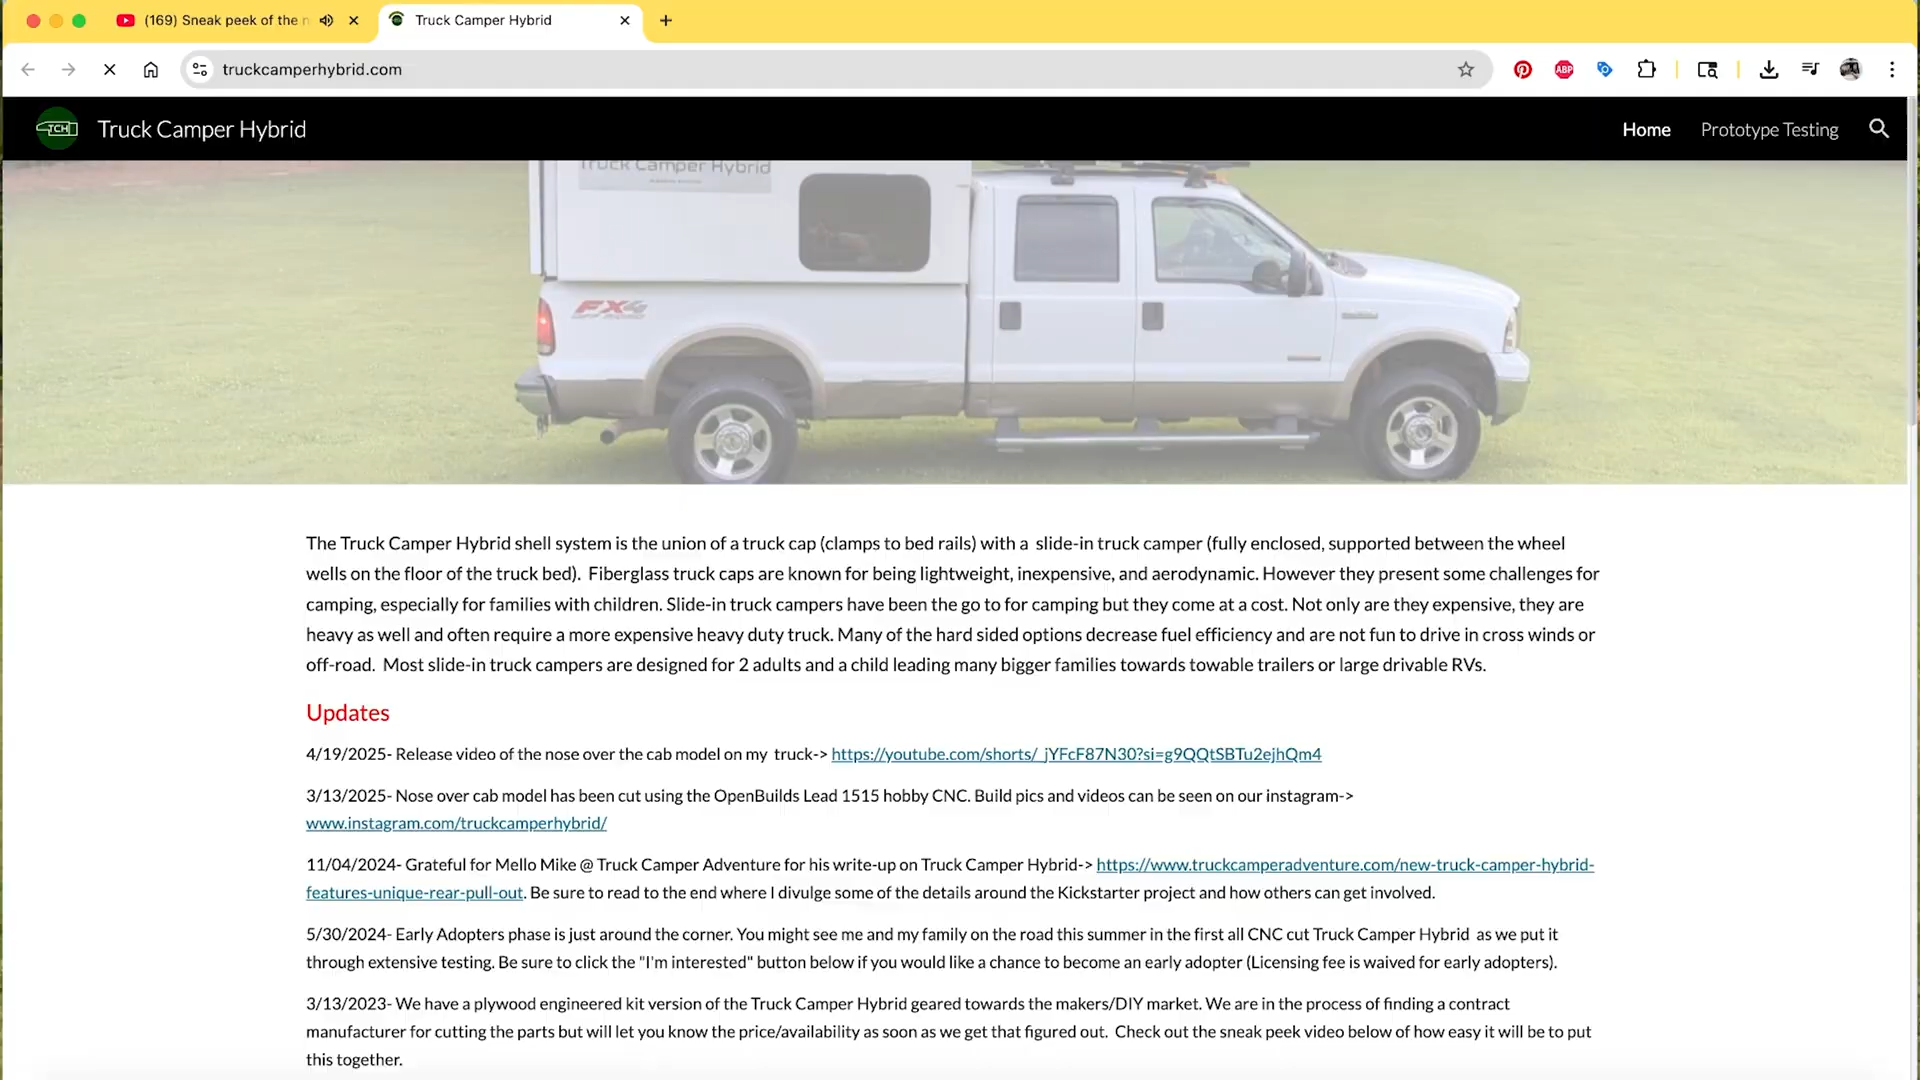 (169) Sneak peek of the n
Truck Camper Hybrid
truckcamperhybrid.com
ABP
TCH
Truck Camper Hybrid
Home
Prototype Testing
Truck Camper Hybrid
FX4
OFF ROAD
The Truck Camper Hybrid shell system is the union of a truck cap (clamps to bed rails) with a slide-in truck camper (fully enclosed, supported between the wheel
wells on the floor of the truck bed). Fiberglass truck caps are known for being lightweight, inexpensive, and aerodynamic. However they present some challenges for
camping, especially for families with children. Slide-in truck campers have been the go to for camping but they come at a cost. Not only are they expensive, they are
heavy as well and often require a more expensive heavy duty truck. Many of the hard sided options decrease fuel efficiency and are not fun to drive in cross winds or
off-road. Most slide-in truck campers are designed for 2 adults and a child leading many bigger families towards towable trailers or large drivable RVs.
Updates
4/19/2025- Release video of the nose over the cab model on my truck-> https://youtube.com/shorts/_jYFcF87N30?si=g9QQtSBTu2ejhQm4
3/13/2025- Nose over cab model has been cut using the OpenBuilds Lead 1515 hobby CNC. Build pics and videos can be seen on our instagram->
www.instagram.com/truckcamperhybrid/
11/04/2024- Grateful for Mello Mike @ Truck Camper Adventure for his write-up on Truck Camper Hybrid-> https://www.truckcamperadventure.com/new-truck-camper-hybrid-
features-unique-rear-pull-out. Be sure to read to the end where I divulge some of the details around the Kickstarter project and how others can get involved.
5/30/2024- Early Adopters phase is just around the corner. You might see me and my family on the road this summer in the first all CNC cut Truck Camper Hybrid as we put it
through extensive testing. Be sure to click the "I'm interested" button below if you would like a chance to become an early adopter (Licensing fee is waived for early adopters).
3/13/2023- We have a plywood engineered kit version of the Truck Camper Hybrid geared towards the makers/DIY market. We are in the process of finding a contract
manufacturer for cutting the parts but will let you know the price/availability as soon as we get that figured out. Check out the sneak peek video below of how easy it will be to put
this together.